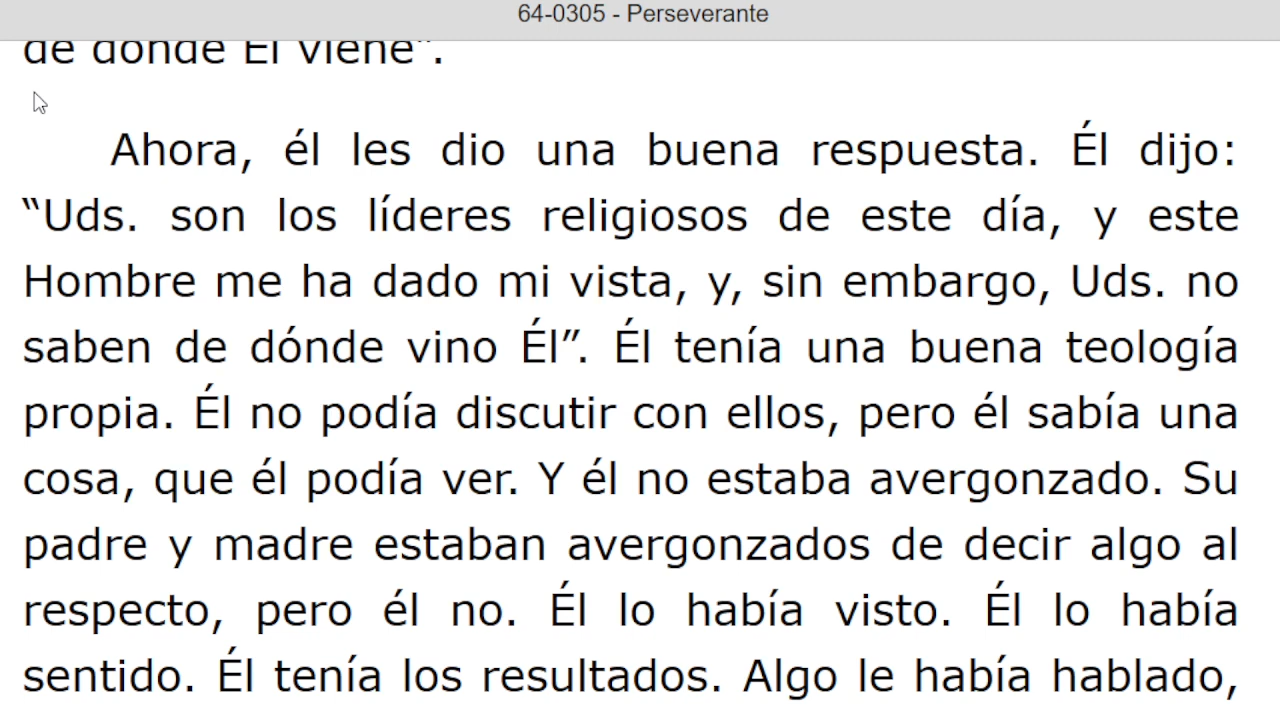 64-0305 - Perseverante
de dónde Él viene”.
Ahora, él les dio una buena respuesta. Él dijo:
“Uds. son los líderes religiosos de este día, y este
Hombre me ha dado mi vista, y, sin embargo, Uds. no
saben de dónde vino Él”. Él tenía una buena teología
propia. Él no podía discutir con ellos, pero él sabía una
cosa, que él podía ver. Y él no estaba avergonzado. Su
padre y madre estaban avergonzados de decir algo al
respecto, pero él no. Él lo había visto. Él lo había
sentido. Él tenía los resultados. Algo le había hablado,